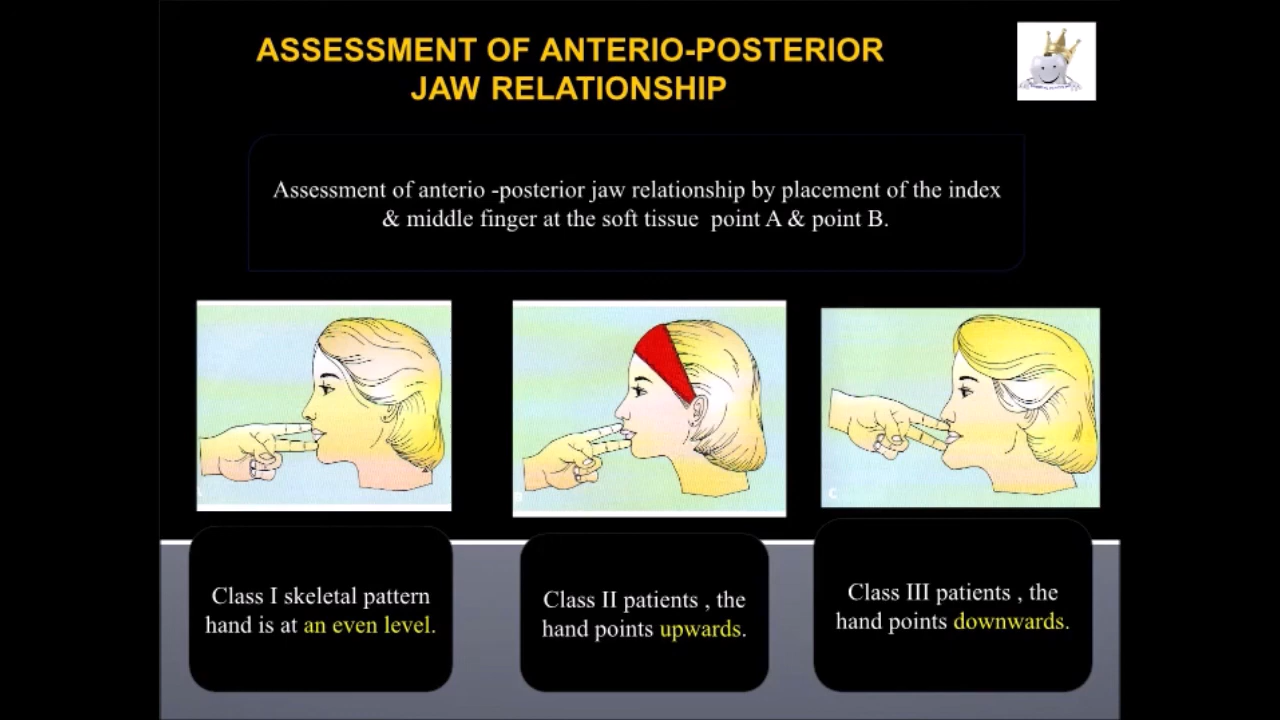 ASSESSMENT OF ANTERIO-POSTERIOR
JAW RELATIONSHIP
Assessment of anterio -posterior jaw relationship by placement of the index
& middle finger at the soft tissue point A & point B.
C
Class I skeletal pattern
hand is at an even level.
Class II patients , the
hand points upwards.
Class III patients , the
hand points downwards.